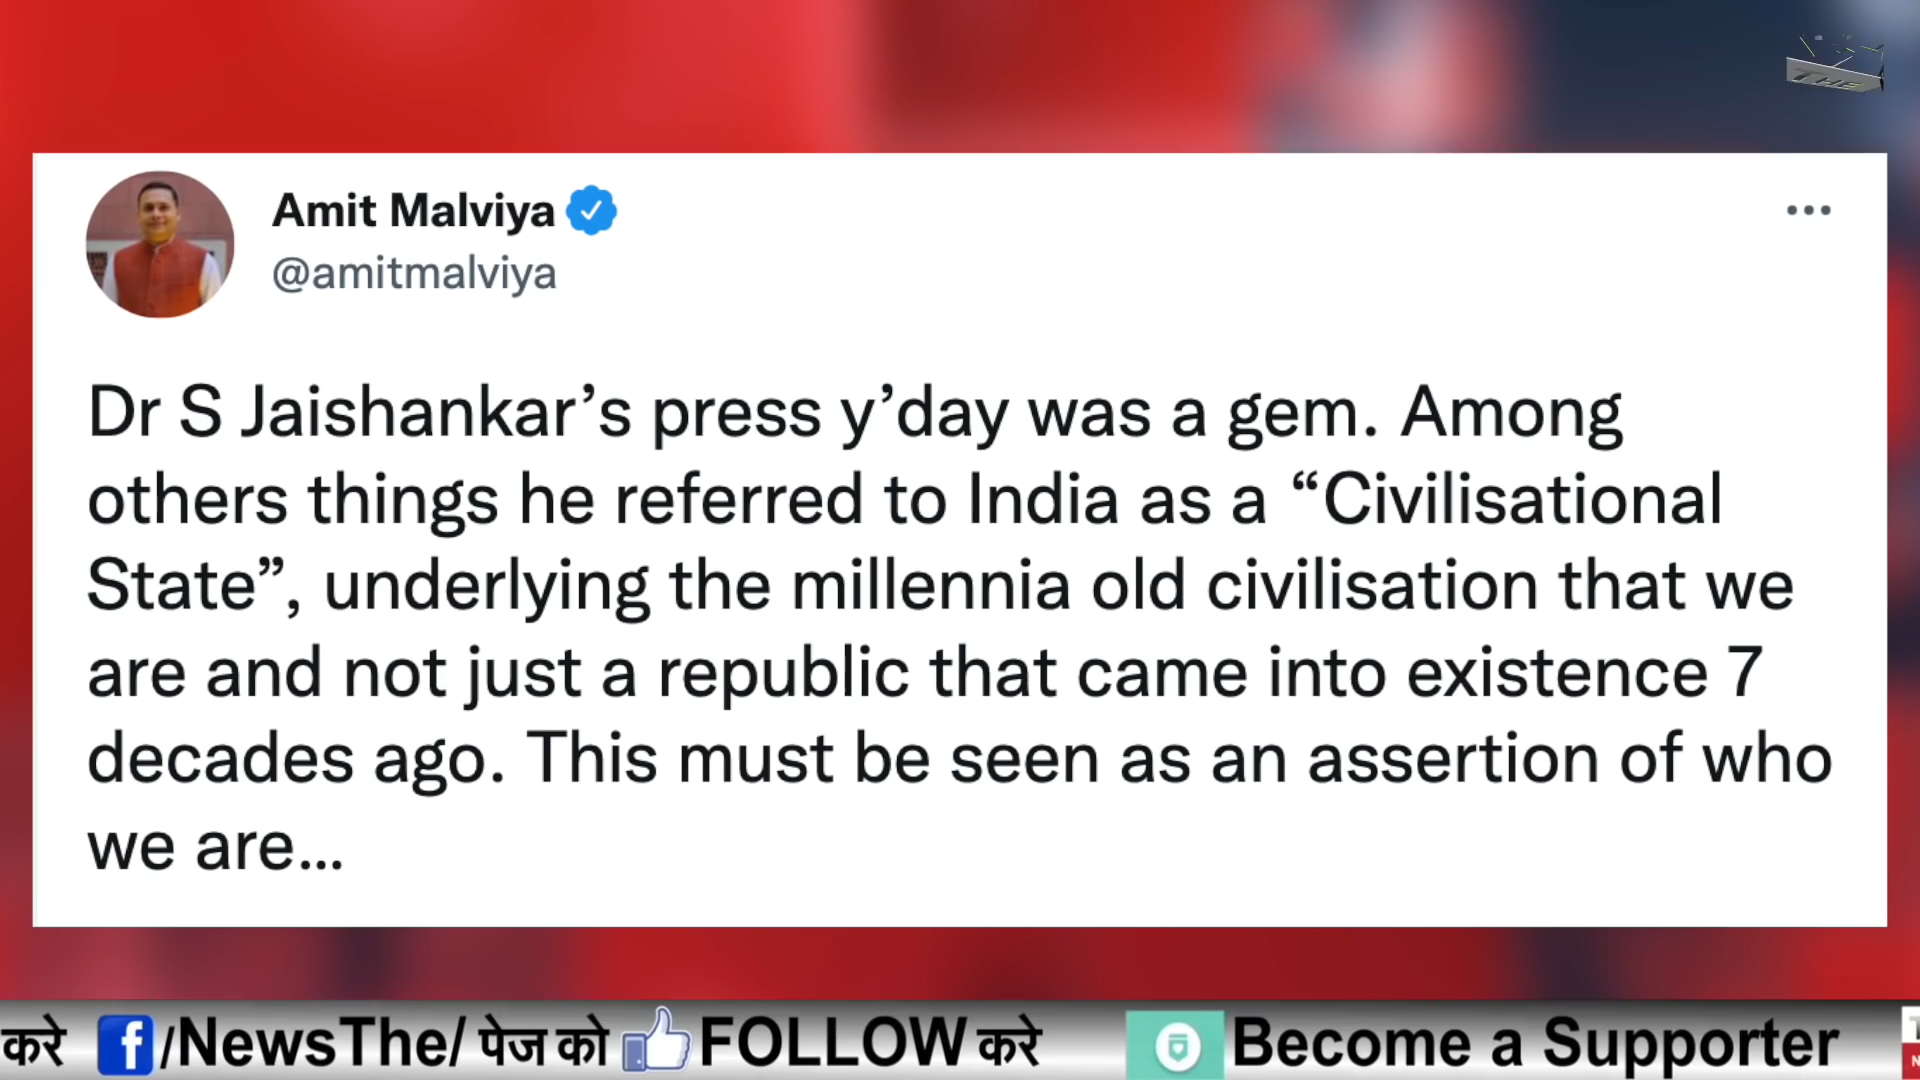 THE
Amit Malviya
@amitmalviya
Dr S Jaishankar’s press y’day was a gem. Among
others things he referred to India as a “Civilisational
State”, underlying the millennia old civilisation that we
are and not just a republic that came into existence 7
decades ago. This must be seen as an assertion of who
we are...
करे f/NewsThe/ पेज को FOLLOW करे Become a Supporter